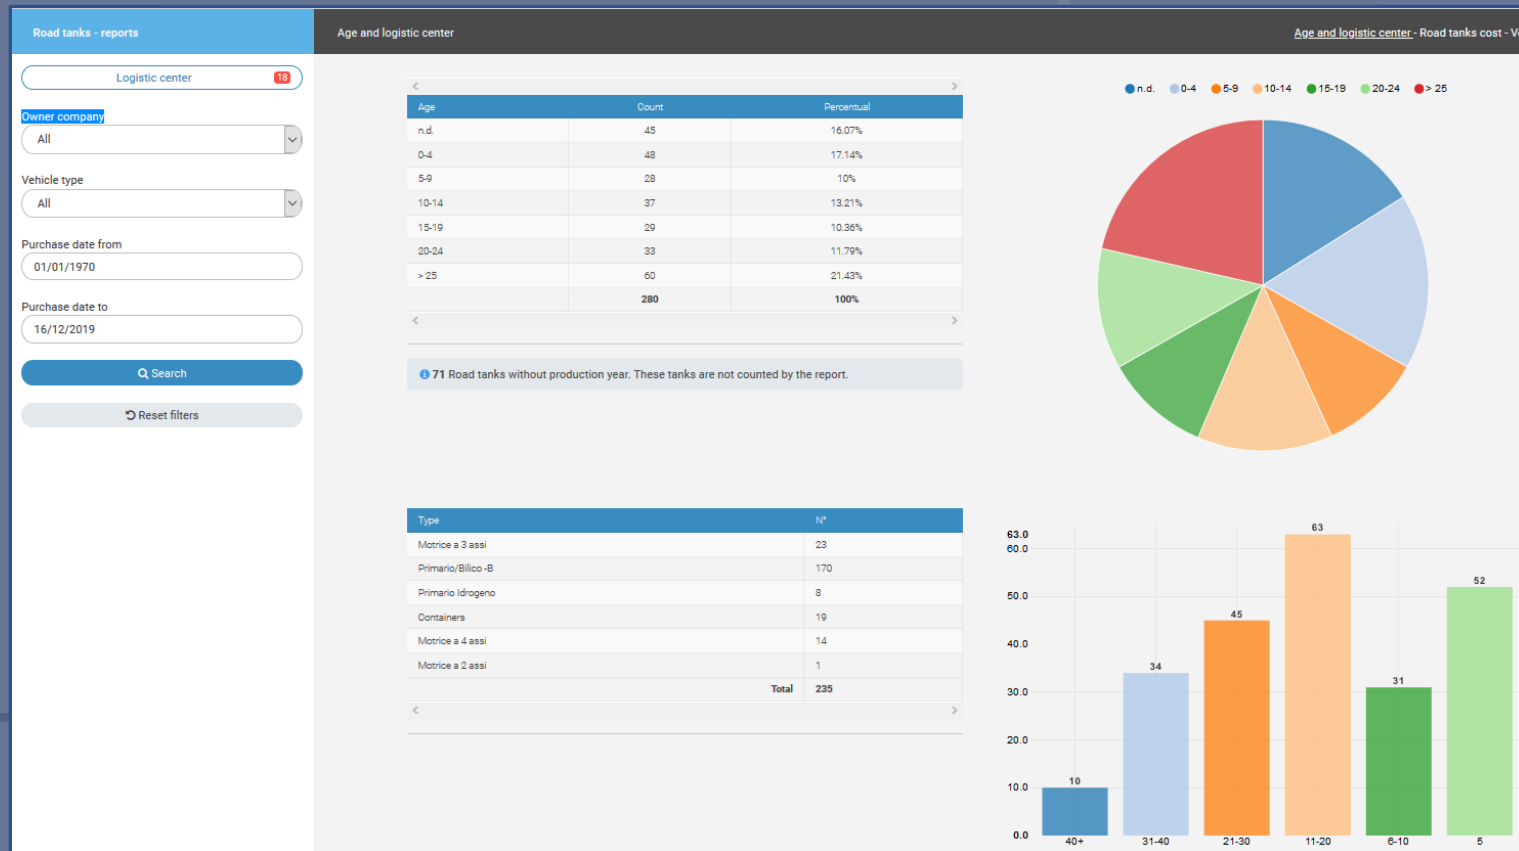 Road tanks - reports
Age and logistic center
Age and logistic center - Road tanks cost -
Logistic center 18
Owner company
All
Vehicle type
All
Purchase date from
01/01/1970
Purchase date to
16/12/2019
Search
Reset filters
Age Count Percentual
n.d. 45 16.07%
0-4 48 17.14%
5-9 28 10%
10-14 37 13.21%
15-19 29 10.36%
20-24 33 11.79%
> 25 60 21.43%
280 100%
71 Road tanks without production year. These tanks are not counted by the report.
n.d. 0-4 5-9 10-14 15-19 20-24 > 25
Type N°
Motrice a 3 assi 23
Primario/Bilico -B 170
Primario Idrogeno 8
Containers 19
Motrice a 4 assi 14
Motrice a 2 assi 1
Total 235
63.0
60.0
50.0
40.0
30.0
20.0
10.0
0.0
10 34 45 63 31 52
40+ 31-40 21-30 11-20 6-10 5